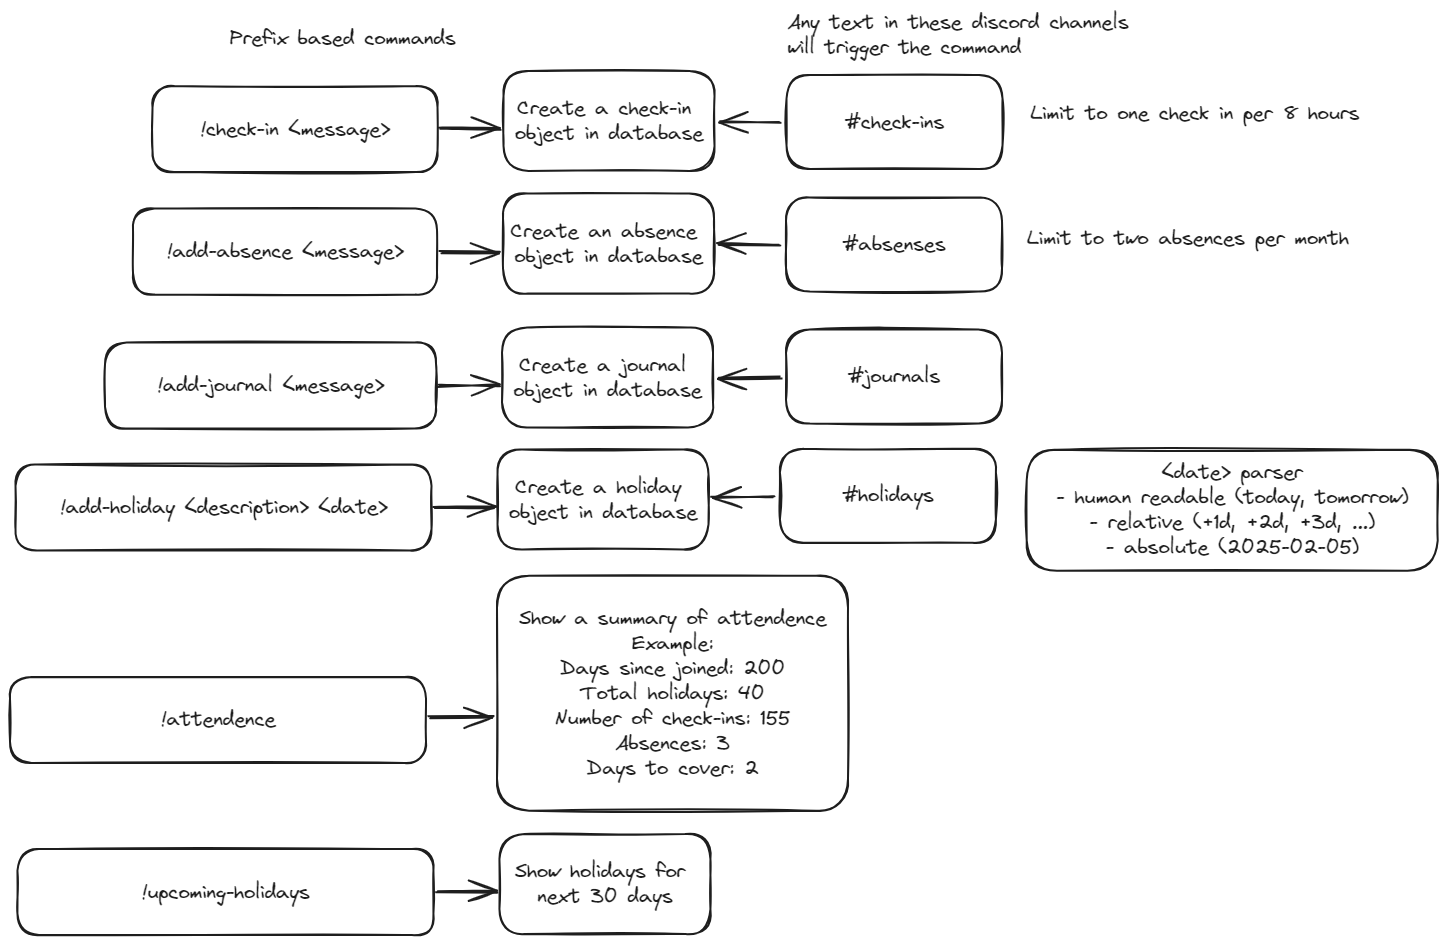 Prefix based commands
Any text in these discord channels
will trigger the command
!check-in <message>
Create a check-in
object in database
#check-ins
Limit to one check in per 8 hours
!add-absence <message>
Create an absence
object in database
#absenses
Limit to two absences per month
!add-journal <message>
Create a journal
object in database
#journals
!add-holiday <description> <date>
Create a holiday
object in database
#holidays
<date> parser
- human readable (today, tomorrow)
- relative (+1d, +2d, +3d, ...)
- absolute (2025-02-05)
!attendence
Show a summary of attendence
Example:
Days since joined: 200
Total holidays: 40
Number of check-ins: 155
Absences: 3
Days to cover: 2
!upcoming-holidays
Show holidays for
next 30 days